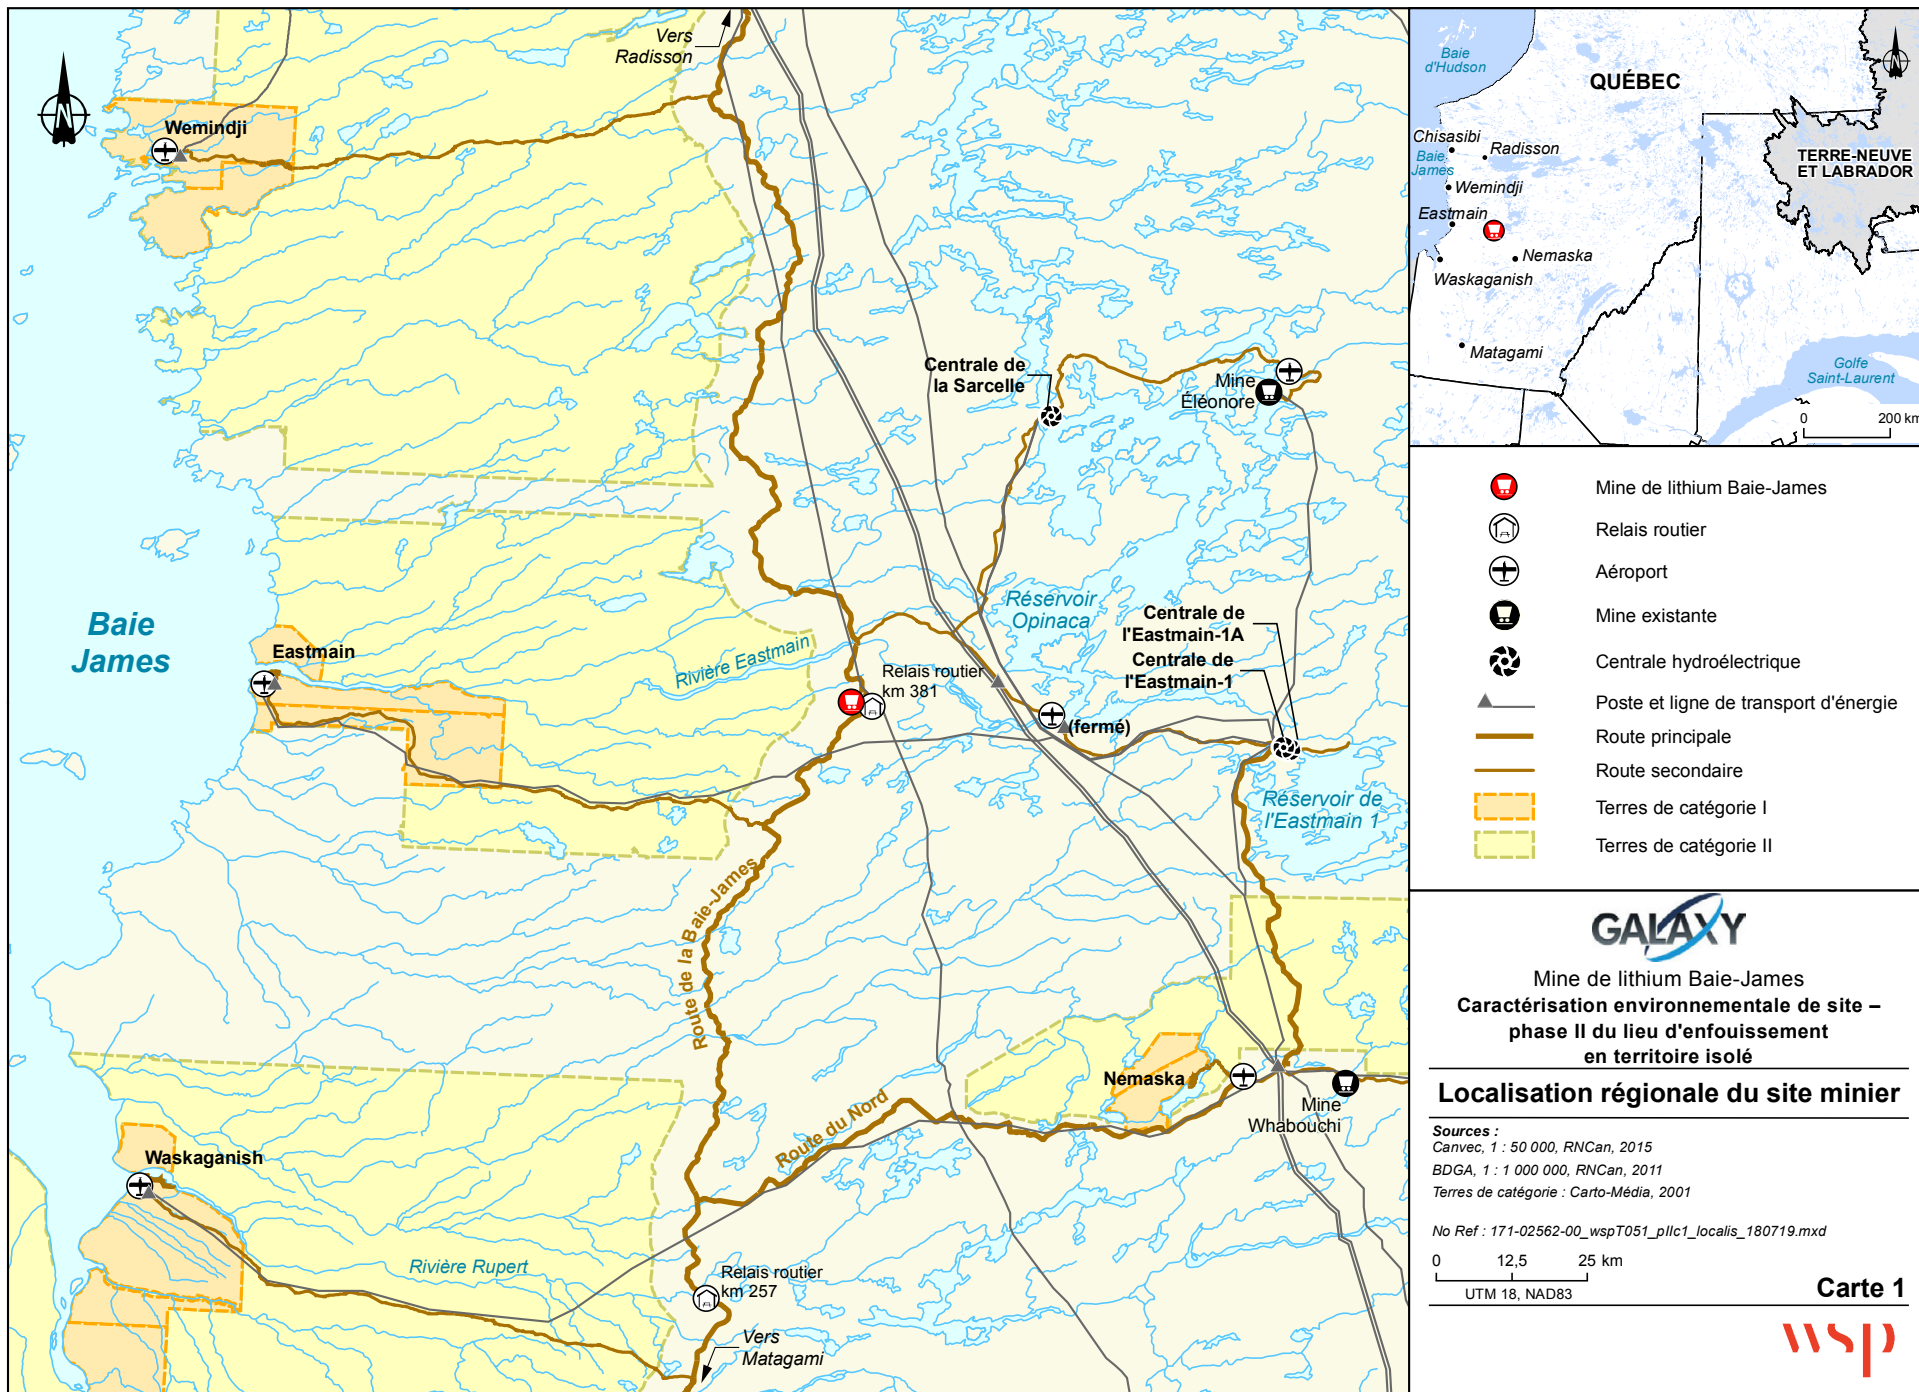 Vers
Radisson
N
Wemindji
Centrale de
la Sarcelle
Mine
Éléonore
Baie
James
Eastmain
Rivière Eastmain
Réservoir
Opinaca
Centrale de
l'Eastmain-1A
Centrale de
l'Eastmain-1
Relais routier
km 381
(fermé)
Réservoir de
l'Eastmain 1
Route de la Baie-James
Nemaska
Mine
Whabouchi
Route du Nord
Waskaganish
Rivière Rupert
Relais routier
km 257
Vers
Matagami
Baie
d'Hudson
QUÉBEC
N
Chisasibi
Baie
James
Radisson
TERRE-NEUVE
ET LABRADOR
Wemindji
Eastmain
Nemaska
Waskaganish
Matagami
Golfe
Saint-Laurent
0 200 km
Mine de lithium Baie-James
Relais routier
Aéroport
Mine existante
Centrale hydroélectrique
Poste et ligne de transport d'énergie
Route principale
Route secondaire
Terres de catégorie I
Terres de catégorie II
GALAXY
Mine de lithium Baie-James
Caractérisation environnementale de site –
phase II du lieu d'enfouissement
en territoire isolé
Localisation régionale du site minier
Sources :
Canvec, 1 : 50 000, RNCan, 2015
BDGA, 1 : 1 000 000, RNCan, 2011
Terres de catégorie : Carto-Média, 2001
No Ref : 171-02562-00_wspT051_pIIc1_localis_180719.mxd
0 12,5 25 km
UTM 18, NAD83
Carte 1
wsp